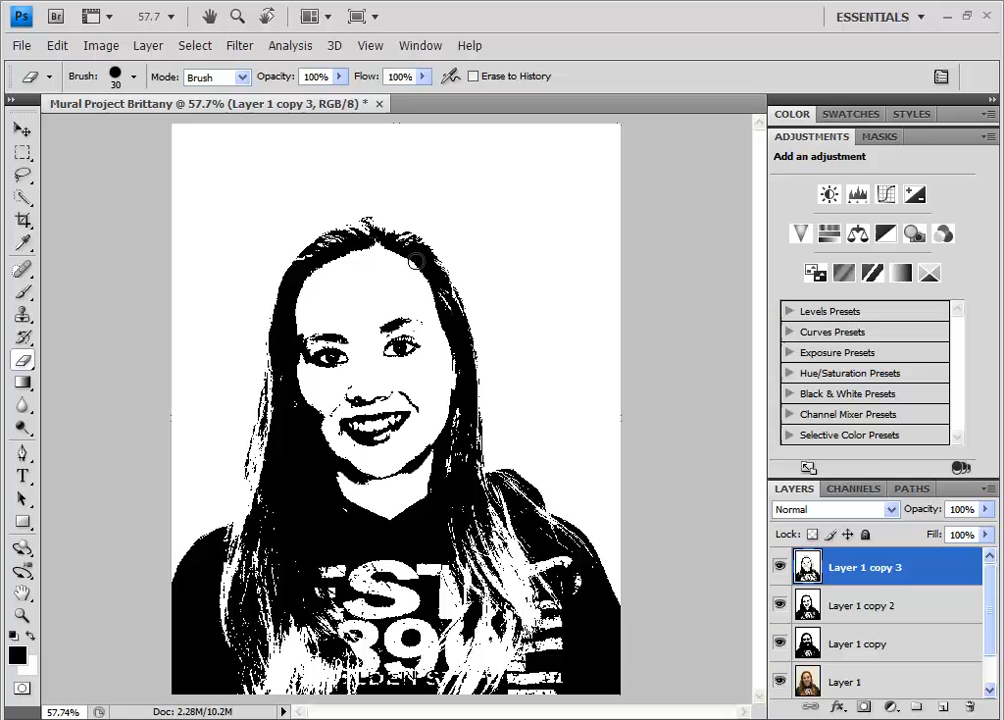 Ps Br 57.7 ESSENTIALS
File Edit Image Layer Select Filter Analysis 3D View Window Help
Brush: 30 Mode: Brush Opacity: 100% Flow: 100% Erase to History
Mural Project Brittany @ 57.7% (Layer 1 copy 3, RGB/8) *
COLOR SWATCHES STYLES
ADJUSTMENTS MASKS
Add an adjustment
Levels Presets
Curves Presets
Exposure Presets
Hue/Saturation Presets
Black & White Presets
Channel Mixer Presets
Selective Color Presets
LAYERS CHANNELS PATHS
Normal Opacity: 100%
Lock: Fill: 100%
Layer 1 copy 3
Layer 1 copy 2
Layer 1 copy
Layer 1
T
EST
89
57.74% Doc: 2.28M/10.2M
fx